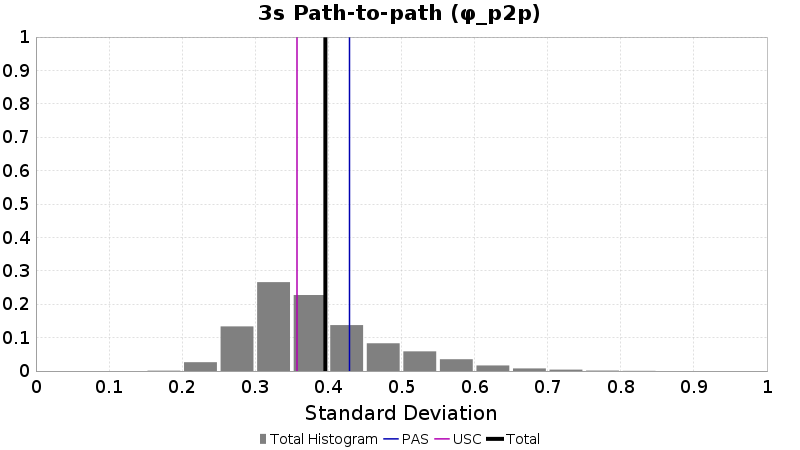 3s Path-to-path (φ_p2p)
1
0.9
0.8
0.7
0.6
0.5
0.4
0.3
0.2
0.1
0
0 0.1 0.2 0.3 0.4 0.5 0.6 0.7 0.8 0.9 1
Standard Deviation
Total Histogram PAS USC Total